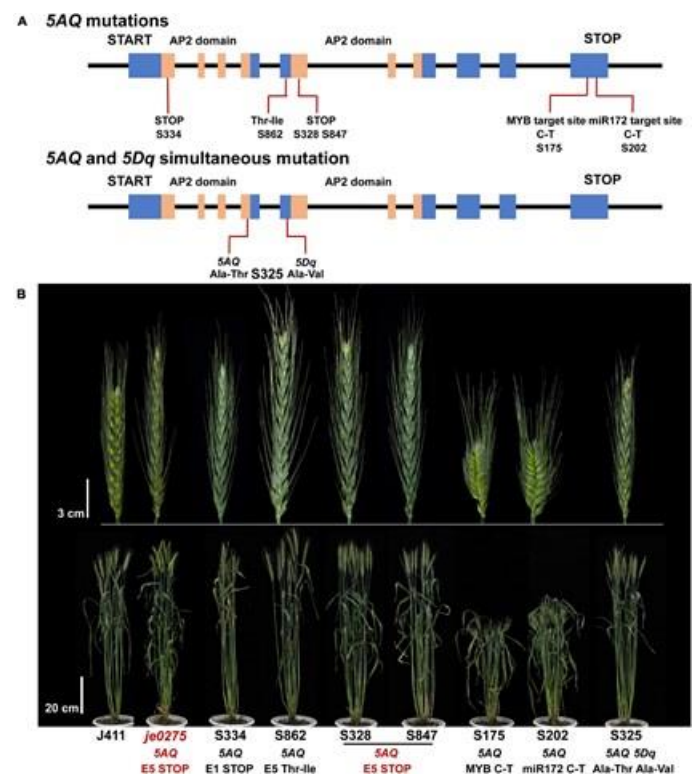 A 5AQ mutations
START AP2 domain AP2 domain STOP
STOP Thr-Ile STOP MYB target site miR172 target site
S334 S862 S328 S847 C-T C-T
S175 S202
5AQ and 5Dq simultaneous mutation
START AP2 domain AP2 domain STOP
5AQ 5Dq
Ala-Thr S325 Ala-Val
B
3 cm
20 cm
J411 je0275 S334 S862 S328 S847 S175 S202 S325
5AQ 5AQ 5AQ 5AQ 5AQ 5AQ 5AQ 5Dq
E5 STOP E1 STOP E5 Thr-Ile E5 STOP MYB C-T miR172 C-T Ala-Thr Ala-Val